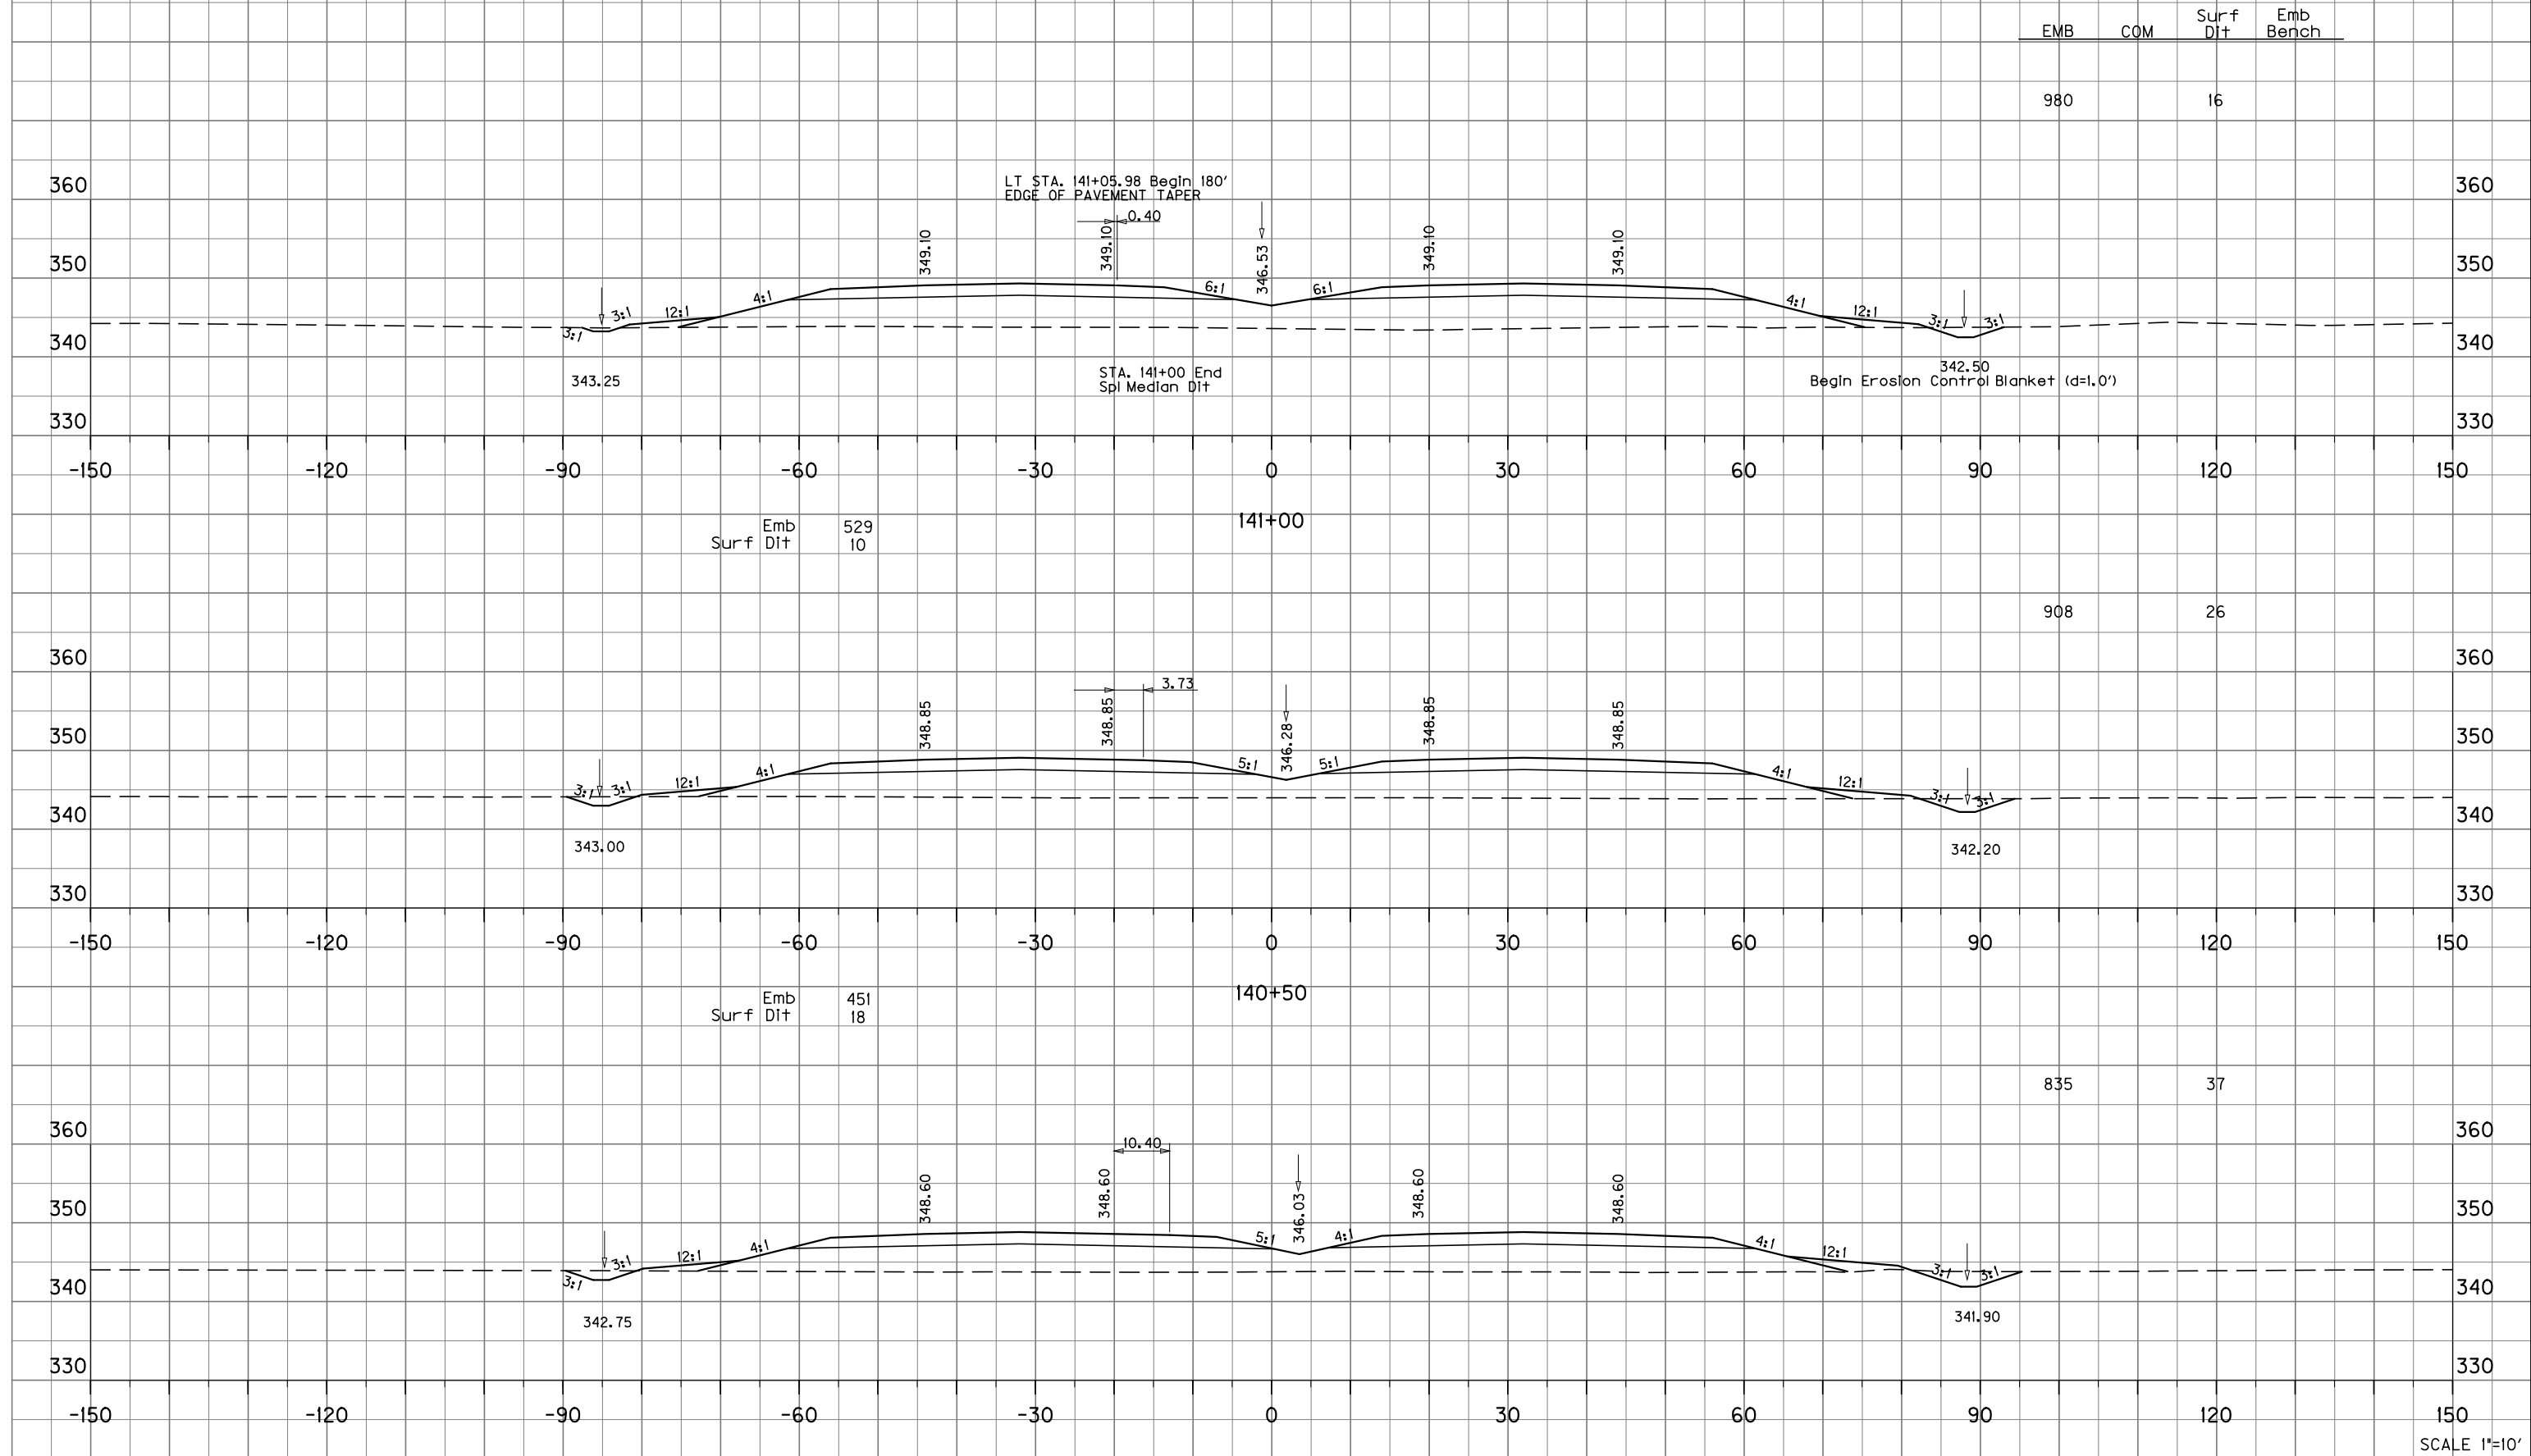 Surf Emb
EMB COM Dit Bench
980 16
LT STA. 141+05.98 Begin 180'
EDGE OF PAVEMENT TAPER
0.40
360 360
349.10 349.10 346.53 349.10 349.10
350 350
3:1 3:1 12:1 4:1 6:1 6:1 4:1 12:1 3:1 3:1
340 340
343.25
STA. 141+00 End
Spl Median Dit
342.50
Begin Erosion Control Blanket (d=1.0')
330 330
-150 -120 -90 -60 -30 0 30 60 90 120 150
141+00
Emb 529
Surf Dit 10
908 26
360 360
3.73
348.85 348.85 346.28 348.85 348.85
350 350
3:1 3:1 12:1 4:1 5:1 5:1 4:1 12:1 3:1 3:1
340 340
343.00 342.20
330 330
-150 -120 -90 -60 -30 0 30 60 90 120 150
140+50
Emb 451
Surf Dit 18
835 37
360 360
10.40
348.60 348.60 346.03 348.60 348.60
350 350
3:1 3:1 12:1 4:1 5:1 4:1 4:1 12:1 3:1 3:1
340 340
342.75 341.90
330 330
-150 -120 -90 -60 -30 0 30 60 90 120 150
SCALE 1"=10'